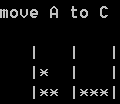 move A to C
|   |   |
|*  |   |
|** |***|